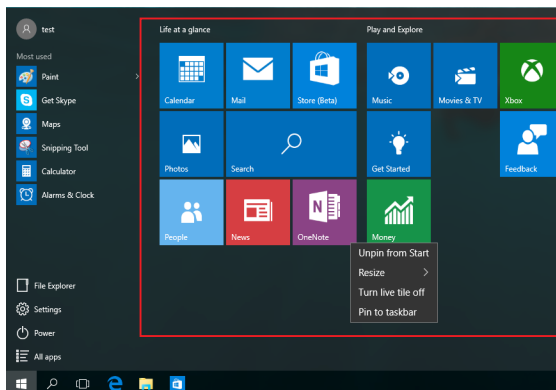 test
Most used
Paint
Get Skype
Maps
Snipping Tool
Calculator
Alarms & Clock
File Explorer
Settings
Power
All apps
Life at a glance
Calendar
Mail
Store (Beta)
Photos
Search
People
News
OneNote
Play and Explore
Music
Movies & TV
Xbox
Get Started
Feedback
Money
Unpin from Start
Resize
Turn live tile off
Pin to taskbar